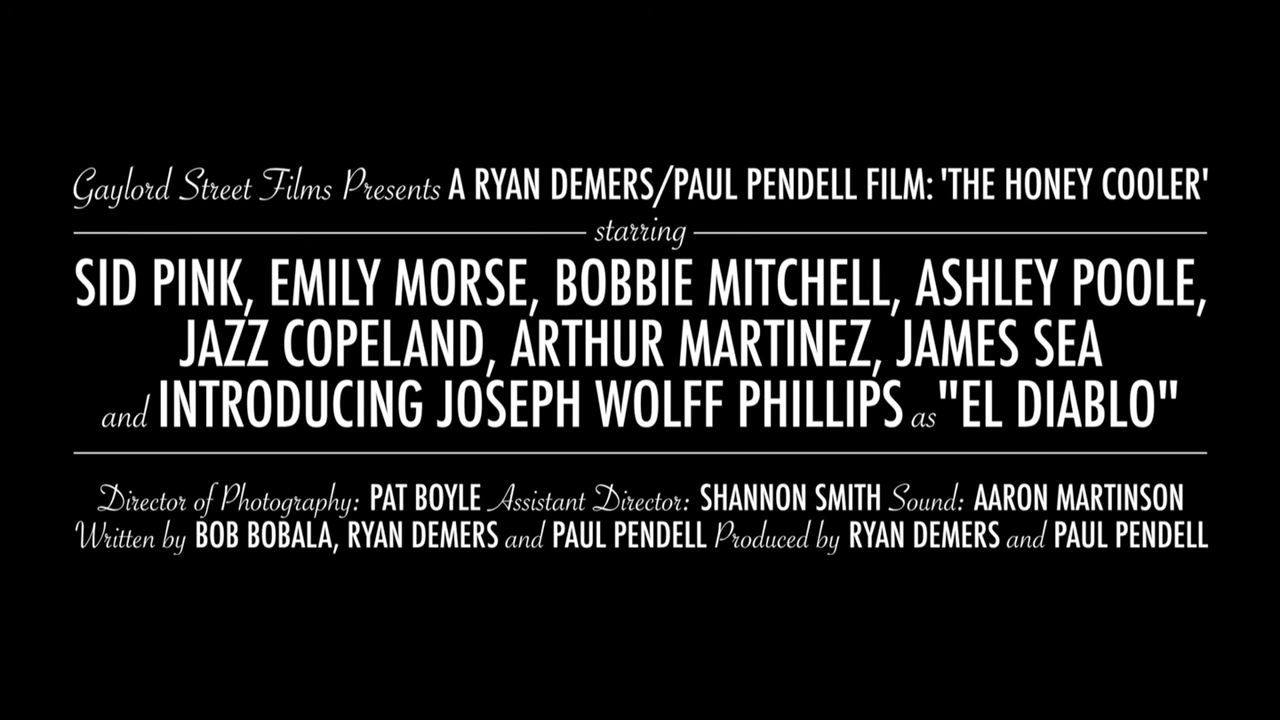 Gaylord Street Films Presents A RYAN DEMERS/PAUL PENDELL FILM: 'THE HONEY COOLER'
starring
SID PINK, EMILY MORSE, BOBBIE MITCHELL, ASHLEY POOLE,
JAZZ COPELAND, ARTHUR MARTINEZ, JAMES SEA
and INTRODUCING JOSEPH WOLFF PHILLIPS as "EL DIABLO"
Director of Photography: PAT BOYLE Assistant Director: SHANNON SMITH Sound: AARON MARTINSON
Written by BOB BOBALA, RYAN DEMERS and PAUL PENDELL Produced by RYAN DEMERS and PAUL PENDELL